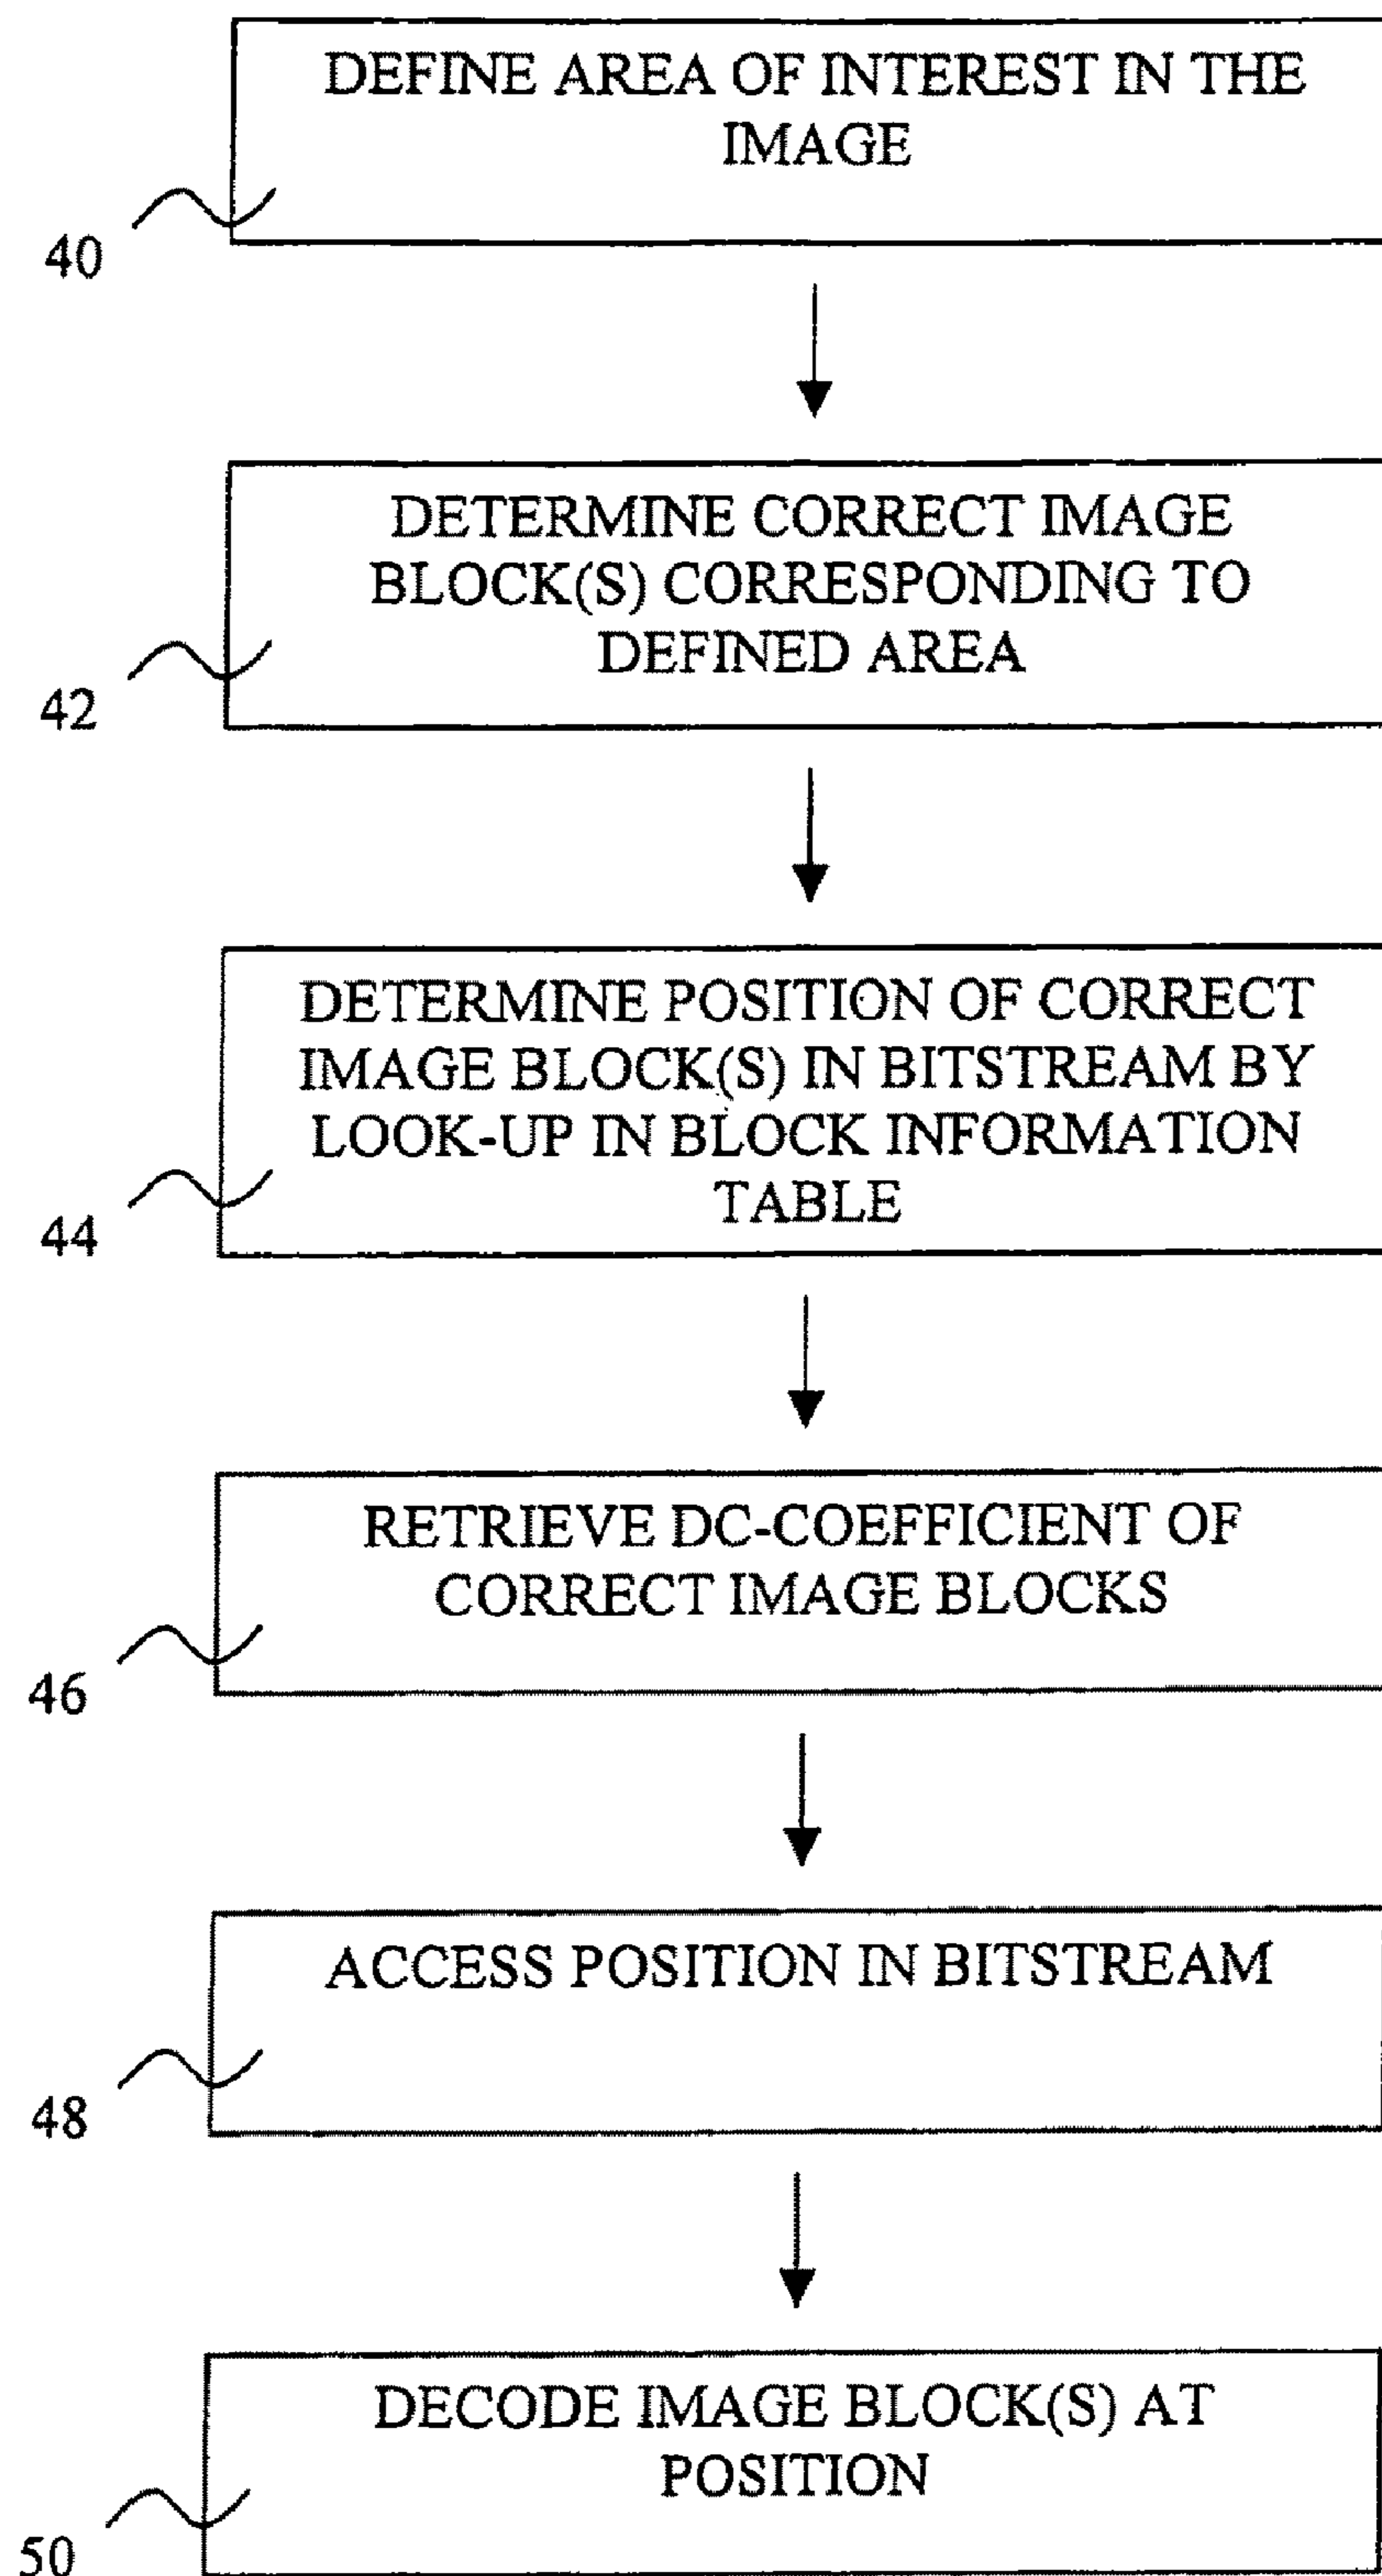 DEFINE AREA OF INTEREST IN THE
IMAGE
40
DETERMINE CORRECT IMAGE
BLOCK(S) CORRESPONDING TO
DEFINED AREA
42
DETERMINE POSITION OF CORRECT
IMAGE BLOCK(S) IN BITSTREAM BY
LOOK-UP IN BLOCK INFORMATION
TABLE
44
RETRIEVE DC-COEFFICIENT OF
CORRECT IMAGE BLOCKS
46
ACCESS POSITION IN BITSTREAM
48
DECODE IMAGE BLOCK(S) AT
POSITION
50